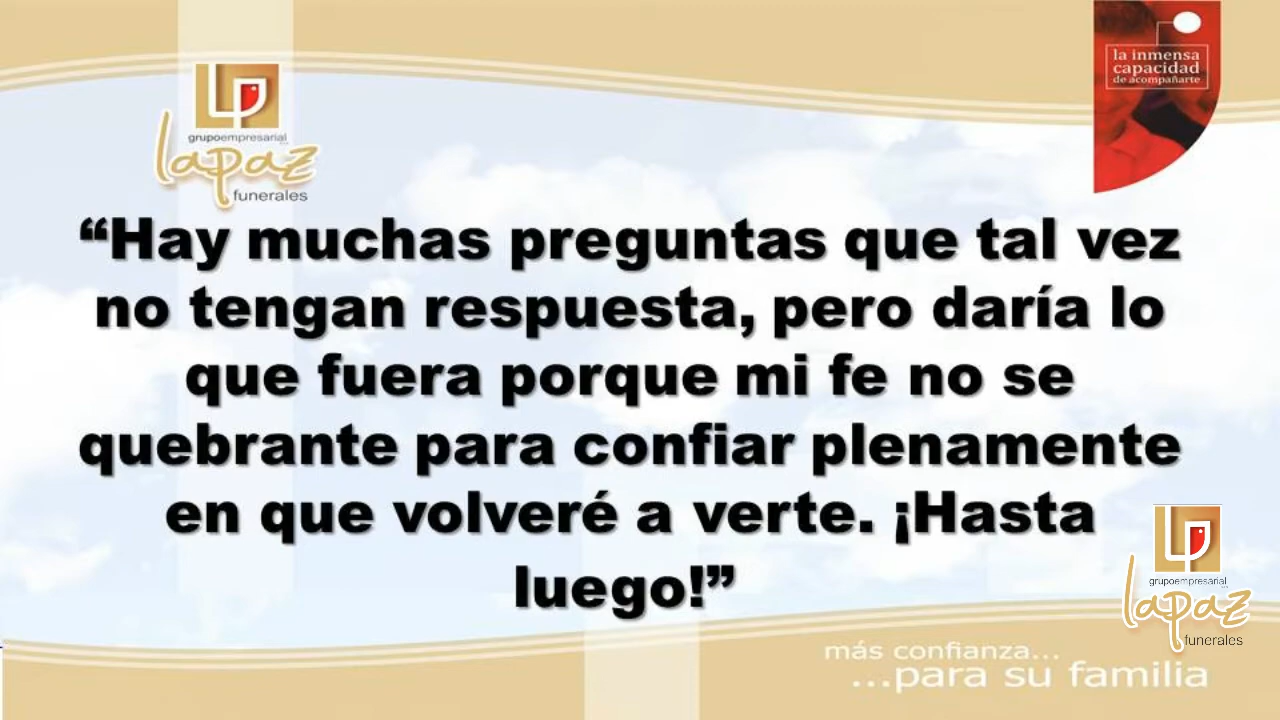 la inmensa
capacidad
de acompañarte
grupoempresarial
lapaz
funerales
“Hay muchas preguntas que tal vez
no tengan respuesta, pero daría lo
que fuera porque mi fe no se
quebrante para confiar plenamente
en que volveré a verte. ¡Hasta
luego!”
grupoempresarial
lapaz
funerales
más confianza...
...para su familia